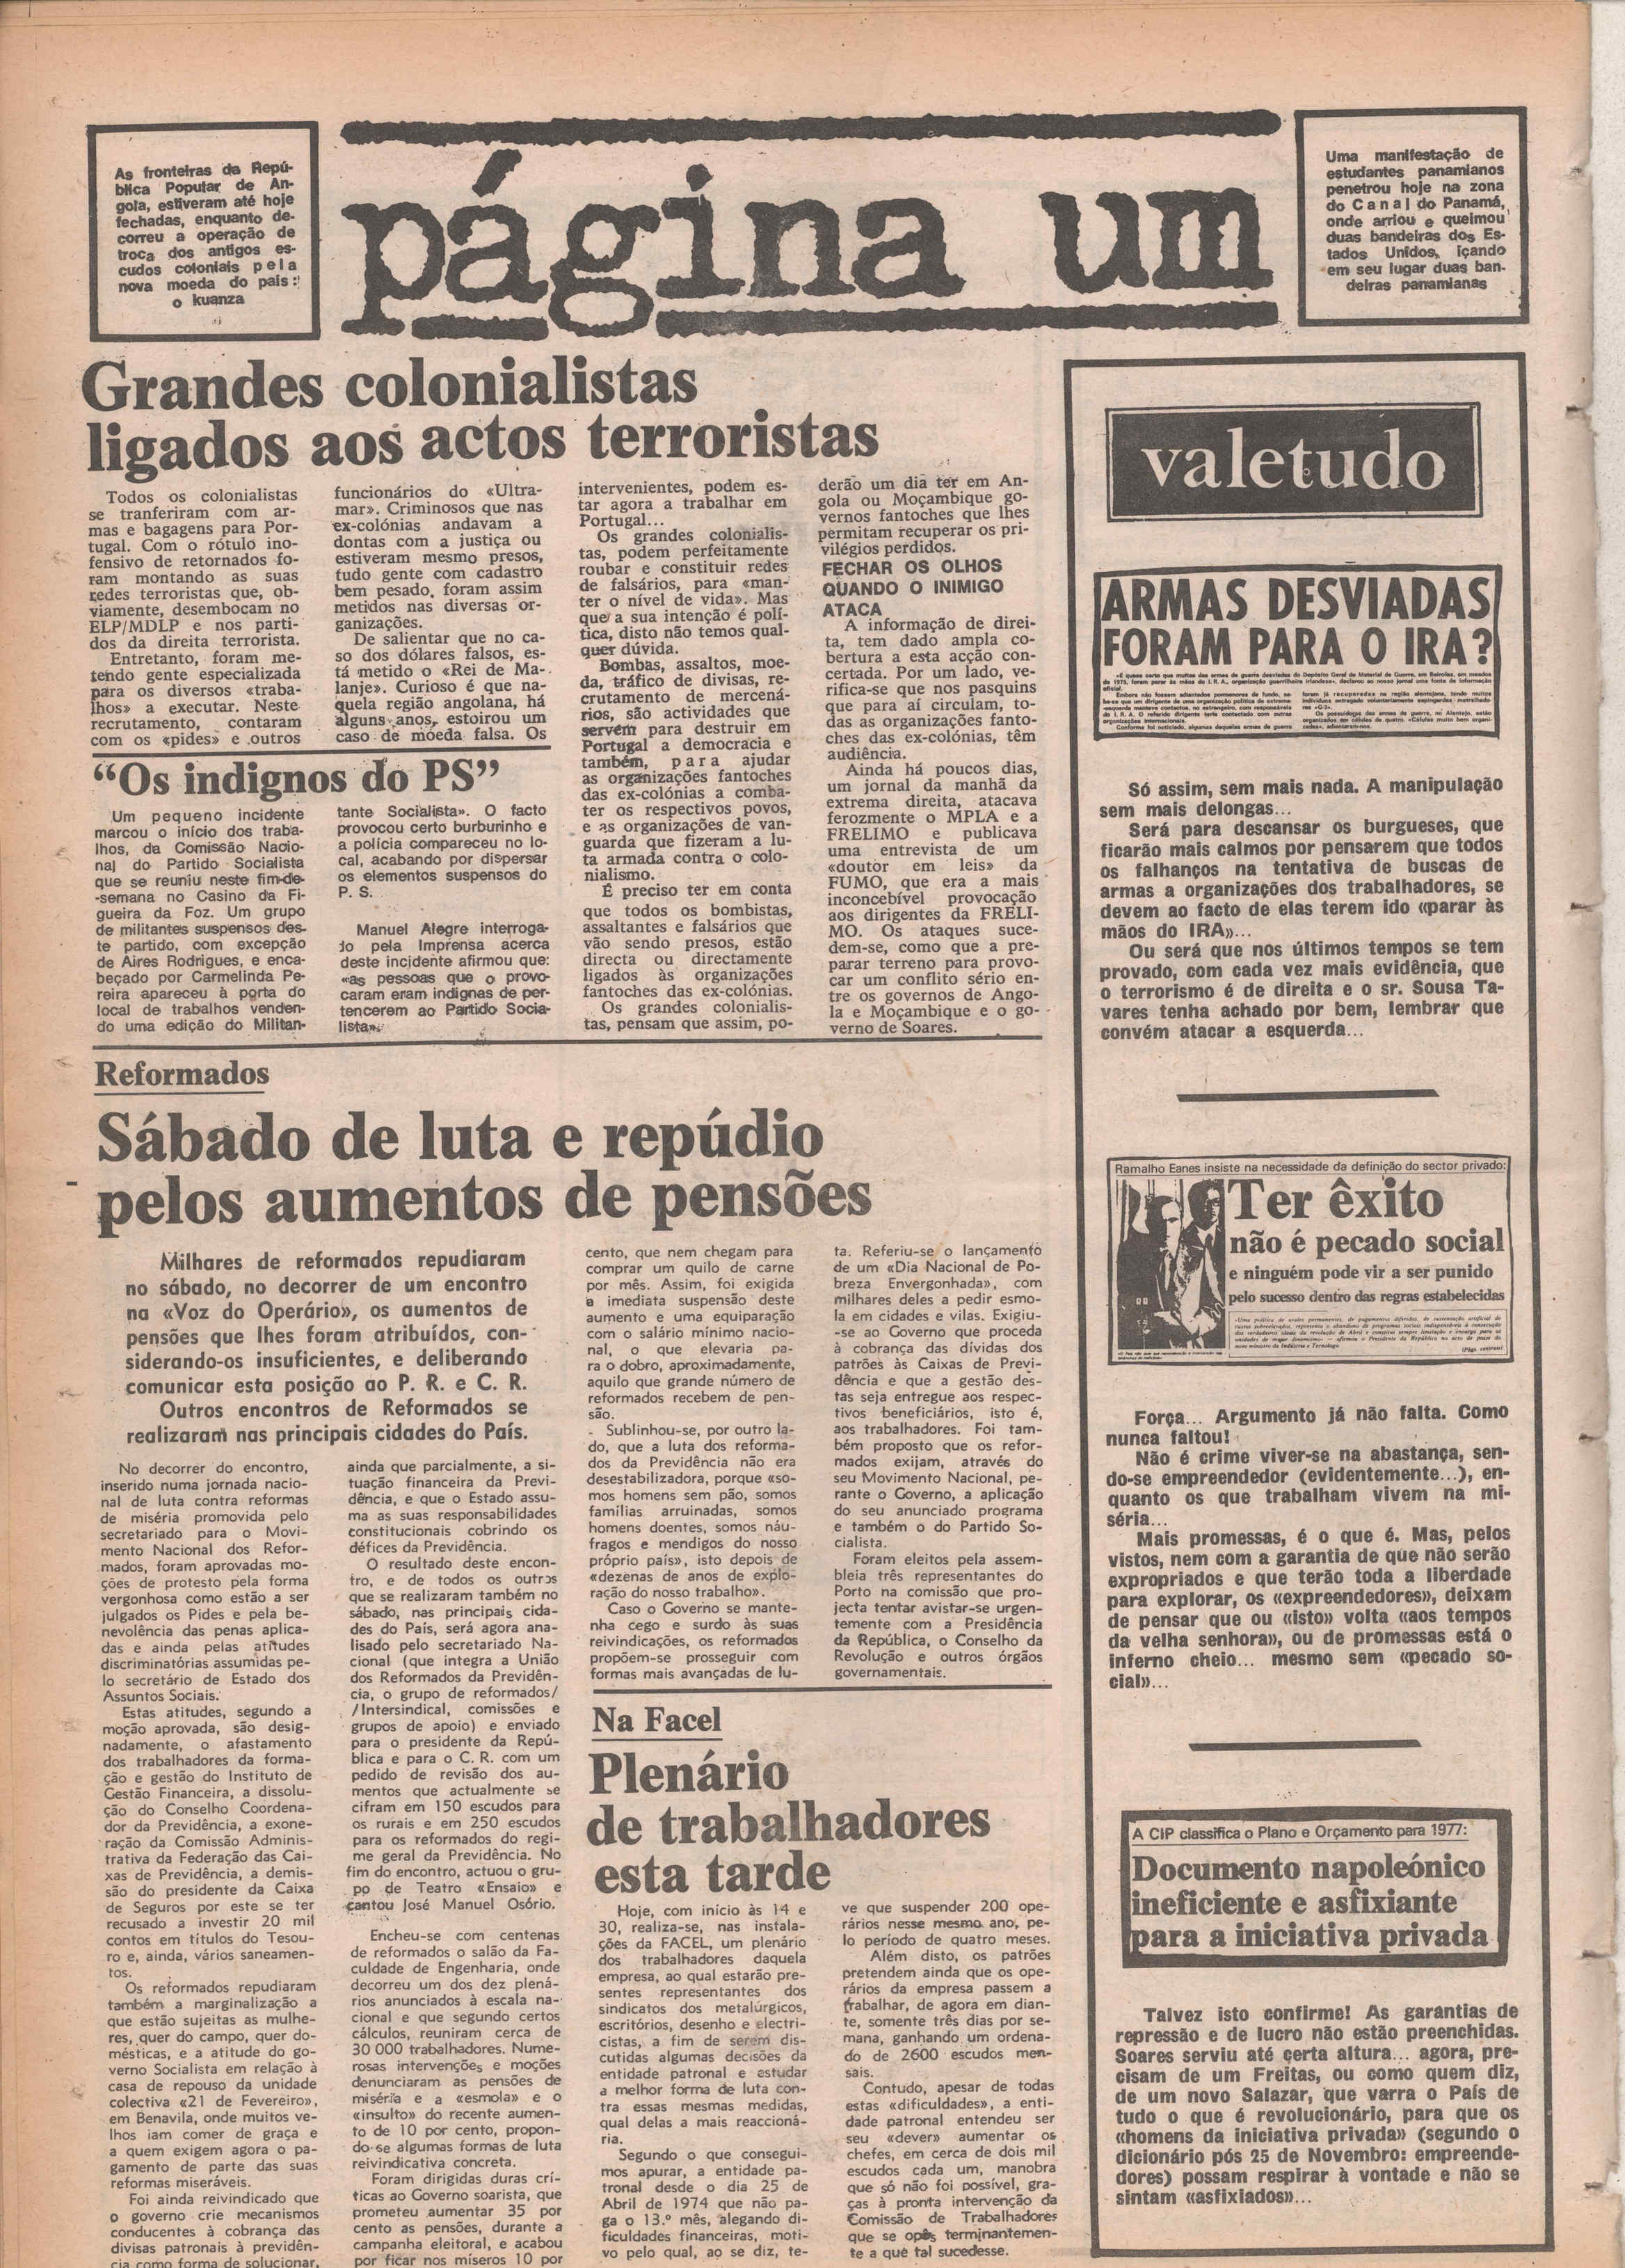 As fronteiras da Repú-
blica Popular de An-
gola, estiveram até hoje
fechadas, enquanto de-
correu a operação de
troca dos antigos es-
cudos coloniais pela
nova moeda do país:
o kuanza
página um
Uma manifestação de
estudantes panamianos
penetrou hoje na zona
do Canal do Panamá,
onde arriou e queimou
duas bandeiras dos Es-
tados Unidos, içando
em seu lugar duas ban-
deiras panamianas
Grandes colonialistas
ligados aos actos terroristas
Todos os colonialistas
se tranferiram com ar-
mas e bagagens para Por-
tugal. Com o rótulo ino-
fensivo de retornados fo-
ram montando as suas
redes terroristas que, ob-
viamente, desembocam no
ELP/MDLP e nos parti-
dos da direita terrorista.
Entretanto, foram me-
tendo gente especializada
para os diversos «traba-
lhos» a executar. Neste
recrutamento, contaram
com os «pides» e outros
funcionários do «Ultra-
mar». Criminosos que nas
ex-colónias andavam a
dontas com a justiça ou
estiveram mesmo presos,
tudo gente com cadastro
bem pesado, foram assim
metidos nas diversas or-
ganizações.
De salientar que no ca-
so dos dólares falsos, es-
tá metido o «Rei de Ma-
lanje». Curioso é que na-
quela região angolana, há
alguns anos, estoirou um
caso de moeda falsa. Os
intervenientes, podem es-
tar agora a trabalhar em
Portugal...
Os grandes colonialis-
tas, podem perfeitamente
roubar e constituir redes
de falsários, para «man-
ter o nível de vida». Mas
que a sua intenção é polí-
tica, disto não temos qual-
quer dúvida.
Bombas, assaltos, moe-
da, tráfico de divisas, re-
crutamento de mercená-
rios, são actividades que
servem para destruir em
Portugal a democracia e
também, para ajudar
as organizações fantoches
das ex-colónias a comba-
ter os respectivos povos,
e as organizações de van-
guarda que fizeram a lu-
ta armada contra o colo-
nialismo.
É preciso ter em conta
que todos os bombistas,
assaltantes e falsários que
vão sendo presos, estão
directa ou directamente
ligados às organizações
fantoches das ex-colónias.
Os grandes colonialis-
tas, pensam que assim, po-
derão um dia ter em An-
gola ou Moçambique go-
vernos fantoches que lhes
permitam recuperar os pri-
vilégios perdidos.
FECHAR OS OLHOS
QUANDO O INIMIGO
ATACA
A informação de direi-
ta, tem dado ampla co-
bertura a esta acção con-
certada. Por um lado, ve-
rifica-se que nos pasquins
que para aí circulam, to-
das as organizações fanto-
ches das ex-colónias, têm
audiência.
Ainda há poucos dias,
um jornal da manhã da
extrema direita, atacava
ferozmente o MPLA e a
FRELIMO e publicava
uma entrevista de um
«doutor em leis» da
FUMO, que era a mais
inconcebível provocação
aos dirigentes da FRELI-
MO. Os ataques suce-
dem-se, como que a pre-
parar terreno para provo-
car um conflito sério en-
tre os governos de Ango-
la e Moçambique e o go-
verno de Soares.
“Os indignos do PS”
Um pequeno incidente
marcou o início dos traba-
lhos, da Comissão Nacio-
nal do Partido Socialista
que se reuniu neste fim-de-
-semana no Casino da Fi-
gueira da Foz. Um grupo
de militantes suspensos des-
te partido, com excepção
de Aires Rodrigues, e enca-
beçado por Carmelinda Pe-
reira apareceu à porta do
local de trabalhos venden-
do uma edição do Militan-
tante Socialista». O facto
provocou certo burburinho e
a polícia compareceu no lo-
cal, acabando por dispersar
os elementos suspensos do
P. S.
Manuel Alegre interroga-
do pela Imprensa acerca
deste incidente afirmou que:
«as pessoas que o provo-
caram eram indignas de per-
tencerem ao Partido Socia-
lista».
Reformados
Sábado de luta e repúdio
pelos aumentos de pensões
Milhares de reformados repudiaram
no sábado, no decorrer de um encontro
na «Voz do Operário», os aumentos de
pensões que lhes foram atribuídos, con-
siderando-os insuficientes, e deliberando
comunicar esta posição ao P. R. e C. R.
Outros encontros de Reformados se
realizaram nas principais cidades do País.
No decorrer do encontro,
inserido numa jornada nacio-
nal de luta contra reformas
de miséria promovida pelo
secretariado para o Movi-
mento Nacional dos Refor-
mados, foram aprovadas mo-
ções de protesto pela forma
vergonhosa como estão a ser
julgados os Pides e pela be-
nevolência das penas aplica-
das e ainda pelas atitudes
discriminatórias assumidas pe-
lo secretário de Estado dos
Assuntos Sociais.
Estas atitudes, segundo a
moção aprovada, são desig-
nadamente, o afastamento
dos trabalhadores da forma-
ção e gestão do Instituto de
Gestão Financeira, a dissolu-
ção do Conselho Coordena-
dor da Previdência, a exone-
ração da Comissão Adminis-
trativa da Federação das Cai-
xas de Previdência, a demis-
são do presidente da Caixa
de Seguros por este se ter
recusado a investir 20 mil
contos em títulos do Tesou-
ro e, ainda, vários saneamen-
tos.
Os reformados repudiaram
também a marginalização a
que estão sujeitas as mulhe-
res, quer do campo, quer do-
mésticas, e a atitude do go-
verno Socialista em relação à
casa de repouso da unidade
colectiva «21 de Fevereiro»,
em Benavila, onde muitos ve-
lhos iam comer de graça e
a quem exigem agora o pa-
gamento de parte das suas
reformas miseráveis.
Foi ainda reivindicado que
o governo crie mecanismos
conducentes à cobrança das
divisas patronais à previdên-
cia como forma de solucionar,
ainda que parcialmente, a si-
tuação financeira da Previ-
dência, e que o Estado assu-
ma as suas responsabilidades
constitucionais cobrindo os
défices da Previdência.
O resultado deste encon-
tro, e de todos os outros
que se realizaram também no
sábado, nas principais cida-
des do País, será agora ana-
lisado pelo secretariado Na-
cional (que integra a União
dos Reformados da Previdên-
cia, o grupo de reformados/
/Intersindical, comissões e
grupos de apoio) e enviado
para o presidente da Repú-
blica e para o C. R. com um
pedido de revisão dos au-
mentos que actualmente se
cifram em 150 escudos para
os rurais e em 250 escudos
para os reformados do regi-
me geral da Previdência. No
fim do encontro, actuou o gru-
po de Teatro «Ensaio» e
cantou José Manuel Osório.
Encheu-se com centenas
de reformados o salão da Fa-
culdade de Engenharia, onde
decorreu um dos dez plená-
rios anunciados à escala na-
cional e que segundo certos
cálculos, reuniram cerca de
30 000 trabalhadores. Nume-
rosas intervenções e moções
denunciaram as pensões de
miséria e a «esmola» e o
«insulto» do recente aumen-
to de 10 por cento, propon-
do-se algumas formas de luta
reivindicativa concreta.
Foram dirigidas duras crí-
ticas ao Governo soarista, que
prometeu aumentar 35 por
cento as pensões, durante a
campanha eleitoral, e acabou
por ficar nos míseros 10 por
cento, que nem chegam para
comprar um quilo de carne
por mês. Assim, foi exigida
a imediata suspensão deste
aumento e uma equiparação
com o salário mínimo nacio-
nal, o que elevaria pa-
ra o dobro, aproximadamente,
aquilo que grande número de
reformados recebem de pen-
são.
Sublinhou-se, por outro la-
do, que a luta dos reforma-
dos da Previdência não era
desestabilizadora, porque «so-
mos homens sem pão, somos
famílias arruinadas, somos
homens doentes, somos náu-
fragos e mendigos do nosso
próprio país», isto depois de
«dezenas de anos de explo-
ração do nosso trabalho».
Caso o Governo se mante-
nha cego e surdo às suas
reivindicações, os reformados
propõem-se prosseguir com
formas mais avançadas de lu-
ta. Referiu-se o lançamento
de um «Dia Nacional de Po-
breza Envergonhada», com
milhares deles a pedir esmo-
la em cidades e vilas. Exigiu-
-se ao Governo que proceda
à cobrança das dívidas dos
patrões às Caixas de Previ-
dência e que a gestão des-
tas seja entregue aos respec-
tivos beneficiários, isto é,
aos trabalhadores. Foi tam-
bém proposto que os refor-
mados exijam, através do
seu Movimento Nacional, pe-
rante o Governo, a aplicação
do seu anunciado programa
e também o do Partido So-
cialista.
Foram eleitos pela assem-
bleia três representantes do
Porto na comissão que pro-
jecta tentar avistar-se urgen-
temente com a Presidência
da República, o Conselho da
Revolução e outros órgãos
governamentais.
Na Facel
Plenário
de trabalhadores
esta tarde
Hoje, com início às 14 e
30, realiza-se, nas instala-
ções da FACEL, um plenário
dos trabalhadores daquela
empresa, ao qual estarão pre-
sentes representantes dos
sindicatos dos metalúrgicos,
escritórios, desenho e electri-
cistas, a fim de serem dis-
cutidas algumas decisões da
entidade patronal e estudar
a melhor forma de luta con-
tra essas mesmas medidas,
qual delas a mais reaccioná-
ria.
Segundo o que consegui-
mos apurar, a entidade pa-
tronal desde o dia 25 de
Abril de 1974 que não pa-
ga o 13.º mês, alegando di-
ficuldades financeiras, moti-
vo pelo qual, ao se diz, te-
ve que suspender 200 ope-
rários nesse mesmo ano, pe-
lo período de quatro meses.
Além disto, os patrões
pretendem ainda que os ope-
rários da empresa passem a
trabalhar, de agora em dian-
te, somente três dias por se-
mana, ganhando um ordena-
do de 2600 escudos men-
sais.
Contudo, apesar de todas
estas «dificuldades», a enti-
dade patronal entendeu ser
seu «dever» aumentar os
chefes, em cerca de dois mil
escudos cada um, manobra
que só não foi possível, gra-
ças à pronta intervenção da
Comissão de Trabalhadores
que se opôs terminantemen-
te a que tal sucedesse.
valetudo
ARMAS DESVIADAS
FORAM PARA O IRA?
Só assim, sem mais nada. A manipulação
sem mais delongas...
Será para descansar os burgueses, que
ficarão mais calmos por pensarem que todos
os falhanços na tentativa de buscas de
armas a organizações dos trabalhadores, se
devem ao facto de elas terem ido «parar às
mãos do IRA»...
Ou será que nos últimos tempos se tem
provado, com cada vez mais evidência, que
o terrorismo é de direita e o sr. Sousa Ta-
vares tenha achado por bem, lembrar que
convém atacar a esquerda...
Ramalho Eanes insiste na necessidade da definição do sector privado:
Ter êxito
não é pecado social
e ninguém pode vir a ser punido
pelo sucesso dentro das regras estabelecidas
Força... Argumento já não falta. Como
nunca faltou!
Não é crime viver-se na abastança, sen-
do-se empreendedor (evidentemente...), en-
quanto os que trabalham vivem na mi-
séria...
Mais promessas, é o que é. Mas, pelos
vistos, nem com a garantia de que não serão
expropriados e que terão toda a liberdade
para explorar, os «expreendedores», deixam
de pensar que ou «isto» volta «aos tempos
da velha senhora», ou de promessas está o
inferno cheio... mesmo sem «pecado so-
cial»...
A CIP classifica o Plano e Orçamento para 1977:
Documento napoleónico
ineficiente e asfixiante
para a iniciativa privada
Talvez isto confirme! As garantias de
repressão e de lucro não estão preenchidas.
Soares serviu até certa altura... agora, pre-
cisam de um Freitas, ou como quem diz,
de um novo Salazar, que varra o País de
tudo o que é revolucionário, para que os
«homens da iniciativa privada» (segundo o
dicionário pós 25 de Novembro: empreende-
dores) possam respirar à vontade e não se
sintam «asfixiados»...